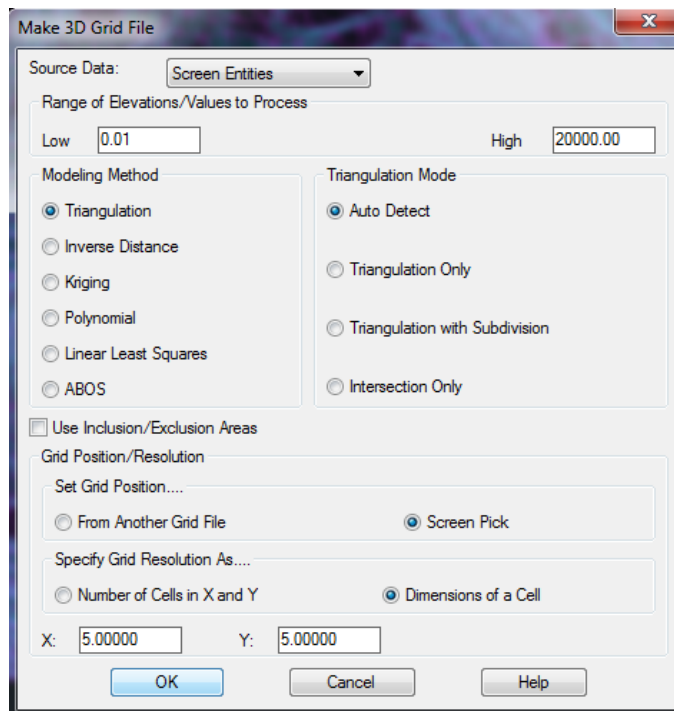 Make 3D Grid File
Source Data: Screen Entities
Range of Elevations/Values to Process
Low 0.01 High 20000.00
Modeling Method
Triangulation
Inverse Distance
Kriging
Polynomial
Linear Least Squares
ABOS
Triangulation Mode
Auto Detect
Triangulation Only
Triangulation with Subdivision
Intersection Only
Use Inclusion/Exclusion Areas
Grid Position/Resolution
Set Grid Position....
From Another Grid File Screen Pick
Specify Grid Resolution As....
Number of Cells in X and Y Dimensions of a Cell
X: 5.00000 Y: 5.00000
OK Cancel Help